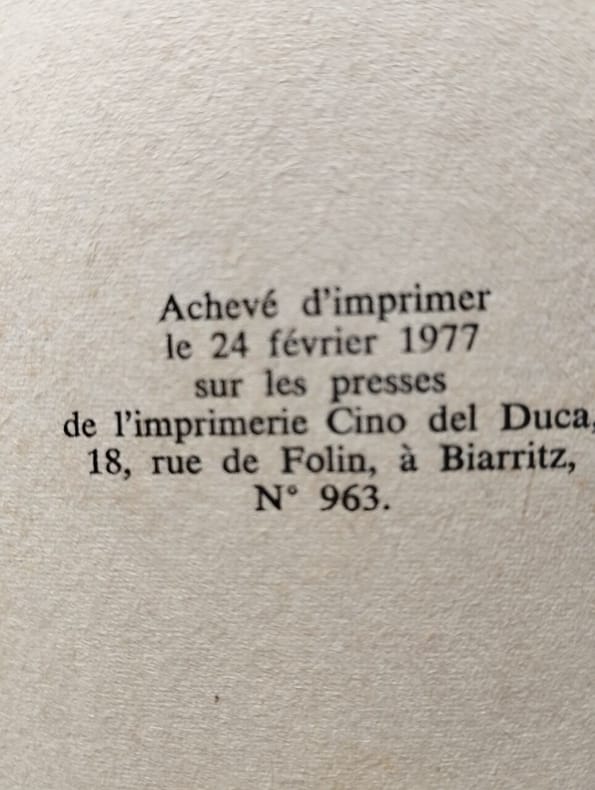 Achevé d'imprimer
le 24 février 1977
sur les presses
de l'imprimerie Cino del Duca,
18, rue de Folin, à Biarritz,
N° 963.